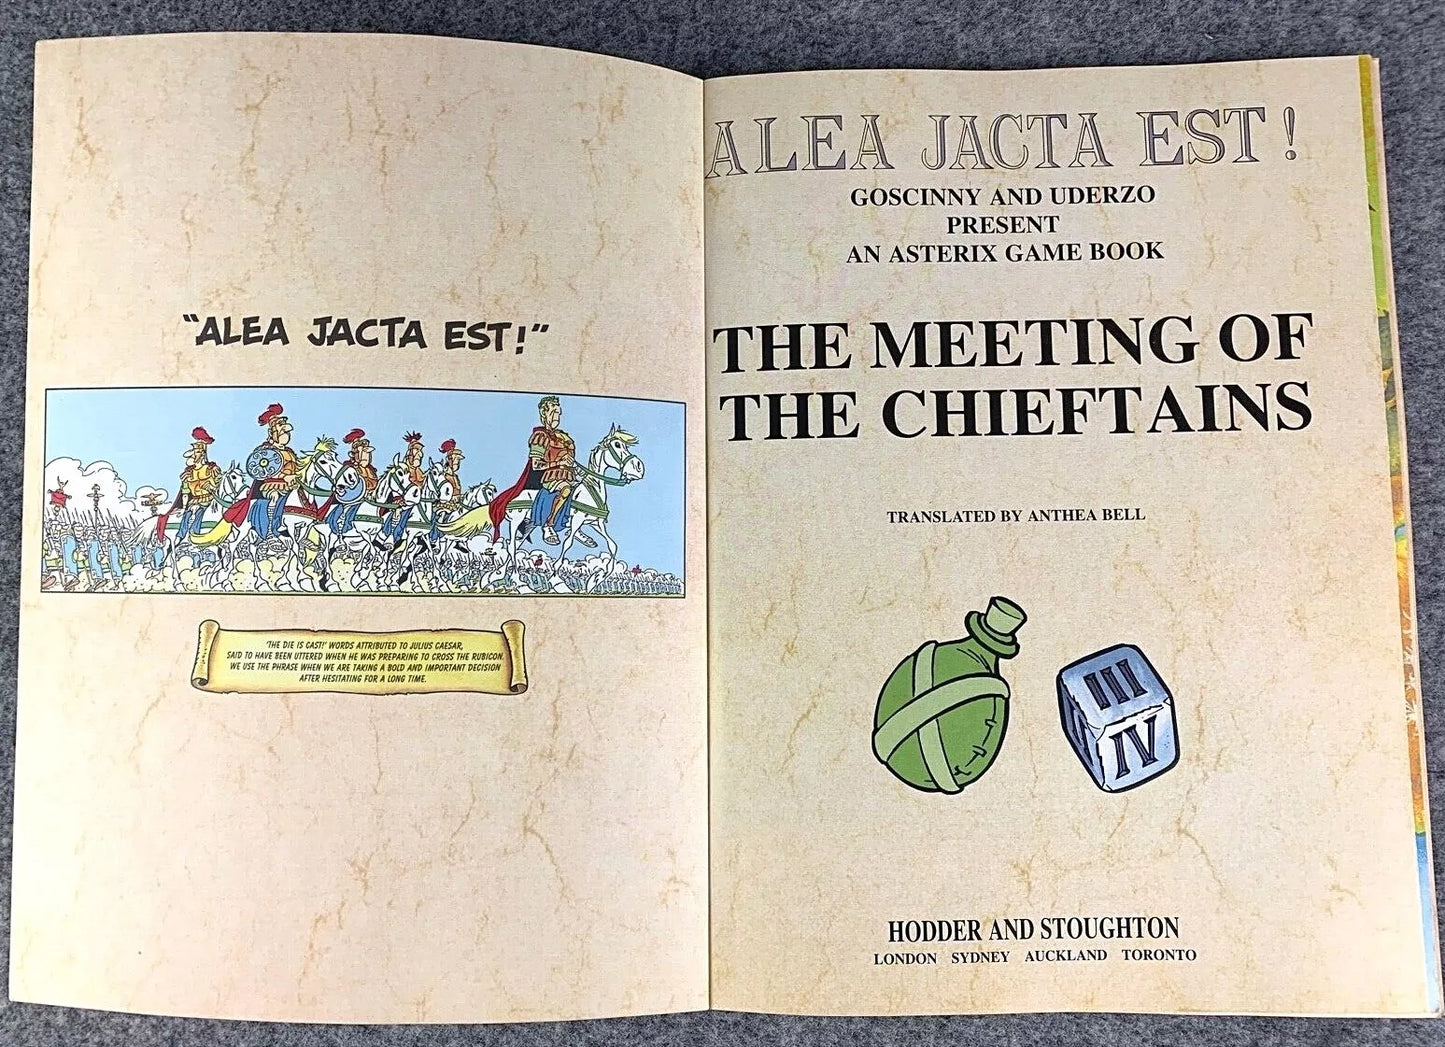 "ALEA JACTA EST!"
'THE DIE IS CAST!' WORDS ATTRIBUTED TO JULIUS CAESAR,
SAID TO HAVE BEEN UTTERED WHEN HE WAS PREPARING TO CROSS THE RUBICON.
WE USE THE PHRASE WHEN WE ARE TAKING A BOLD AND IMPORTANT DECISION
AFTER HESITATING FOR A LONG TIME.
ALEA JACTA EST!
GOSCINNY AND UDERZO
PRESENT
AN ASTERIX GAME BOOK
THE MEETING OF
THE CHIEFTAINS
TRANSLATED BY ANTHEA BELL
III
IV
HODDER AND STOUGHTON
LONDON SYDNEY AUCKLAND TORONTO